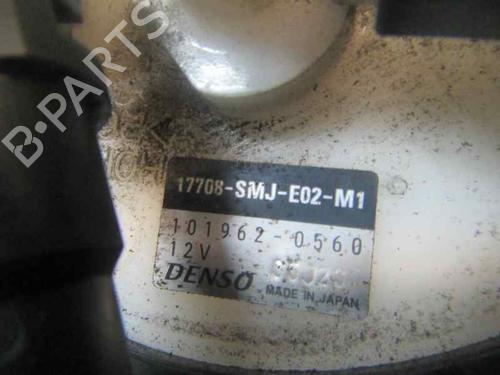 B-Parts
17708-SMJ-E02-M1
101962-0560
12V
DENSO
MADE IN JAPAN